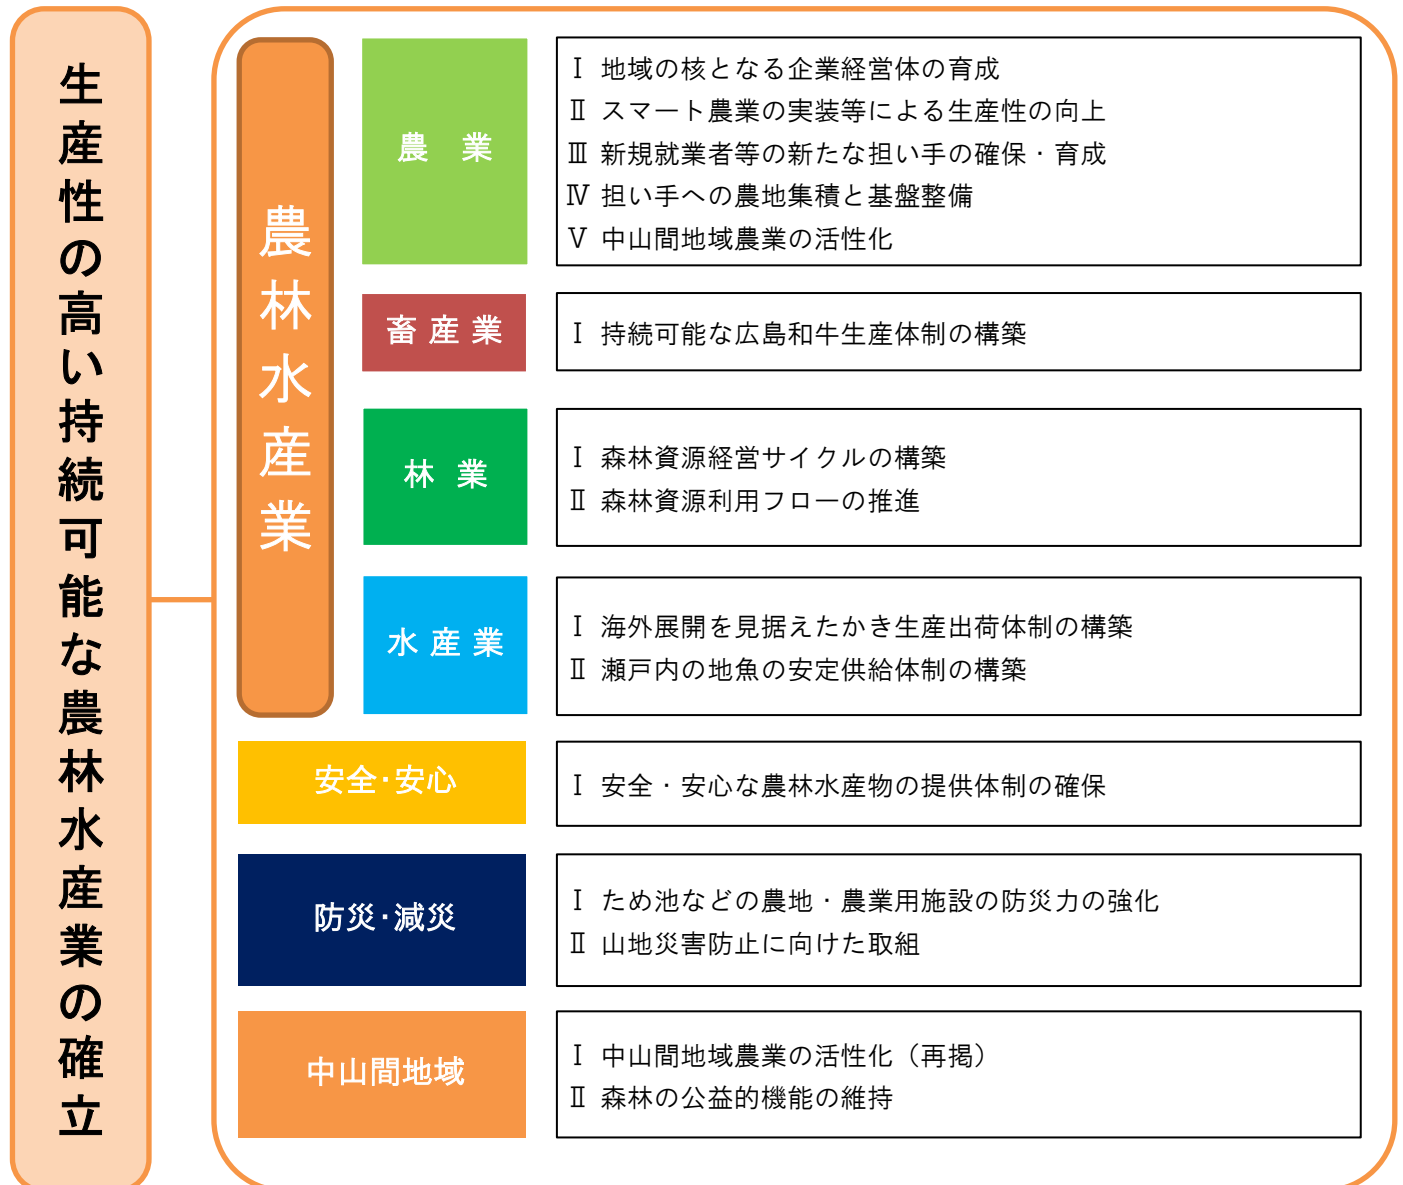 生産性の高い持続可能な農林水産業の確立
農林水産業
農　業
Ⅰ 地域の核となる企業経営体の育成
Ⅱ スマート農業の実装等による生産性の向上
Ⅲ 新規就業者等の新たな担い手の確保・育成
Ⅳ 担い手への農地集積と基盤整備
Ⅴ 中山間地域農業の活性化
畜 産 業
Ⅰ 持続可能な広島和牛生産体制の構築
林 業
Ⅰ 森林資源経営サイクルの構築
Ⅱ 森林資源利用フローの推進
水 産 業
Ⅰ 海外展開を見据えたかき生産出荷体制の構築
Ⅱ 瀬戸内の地魚の安定供給体制の構築
安全・安心
Ⅰ 安全・安心な農林水産物の提供体制の確保
防災・減災
Ⅰ ため池などの農地・農業用施設の防災力の強化
Ⅱ 山地災害防止に向けた取組
中山間地域
Ⅰ 中山間地域農業の活性化（再掲）
Ⅱ 森林の公益的機能の維持